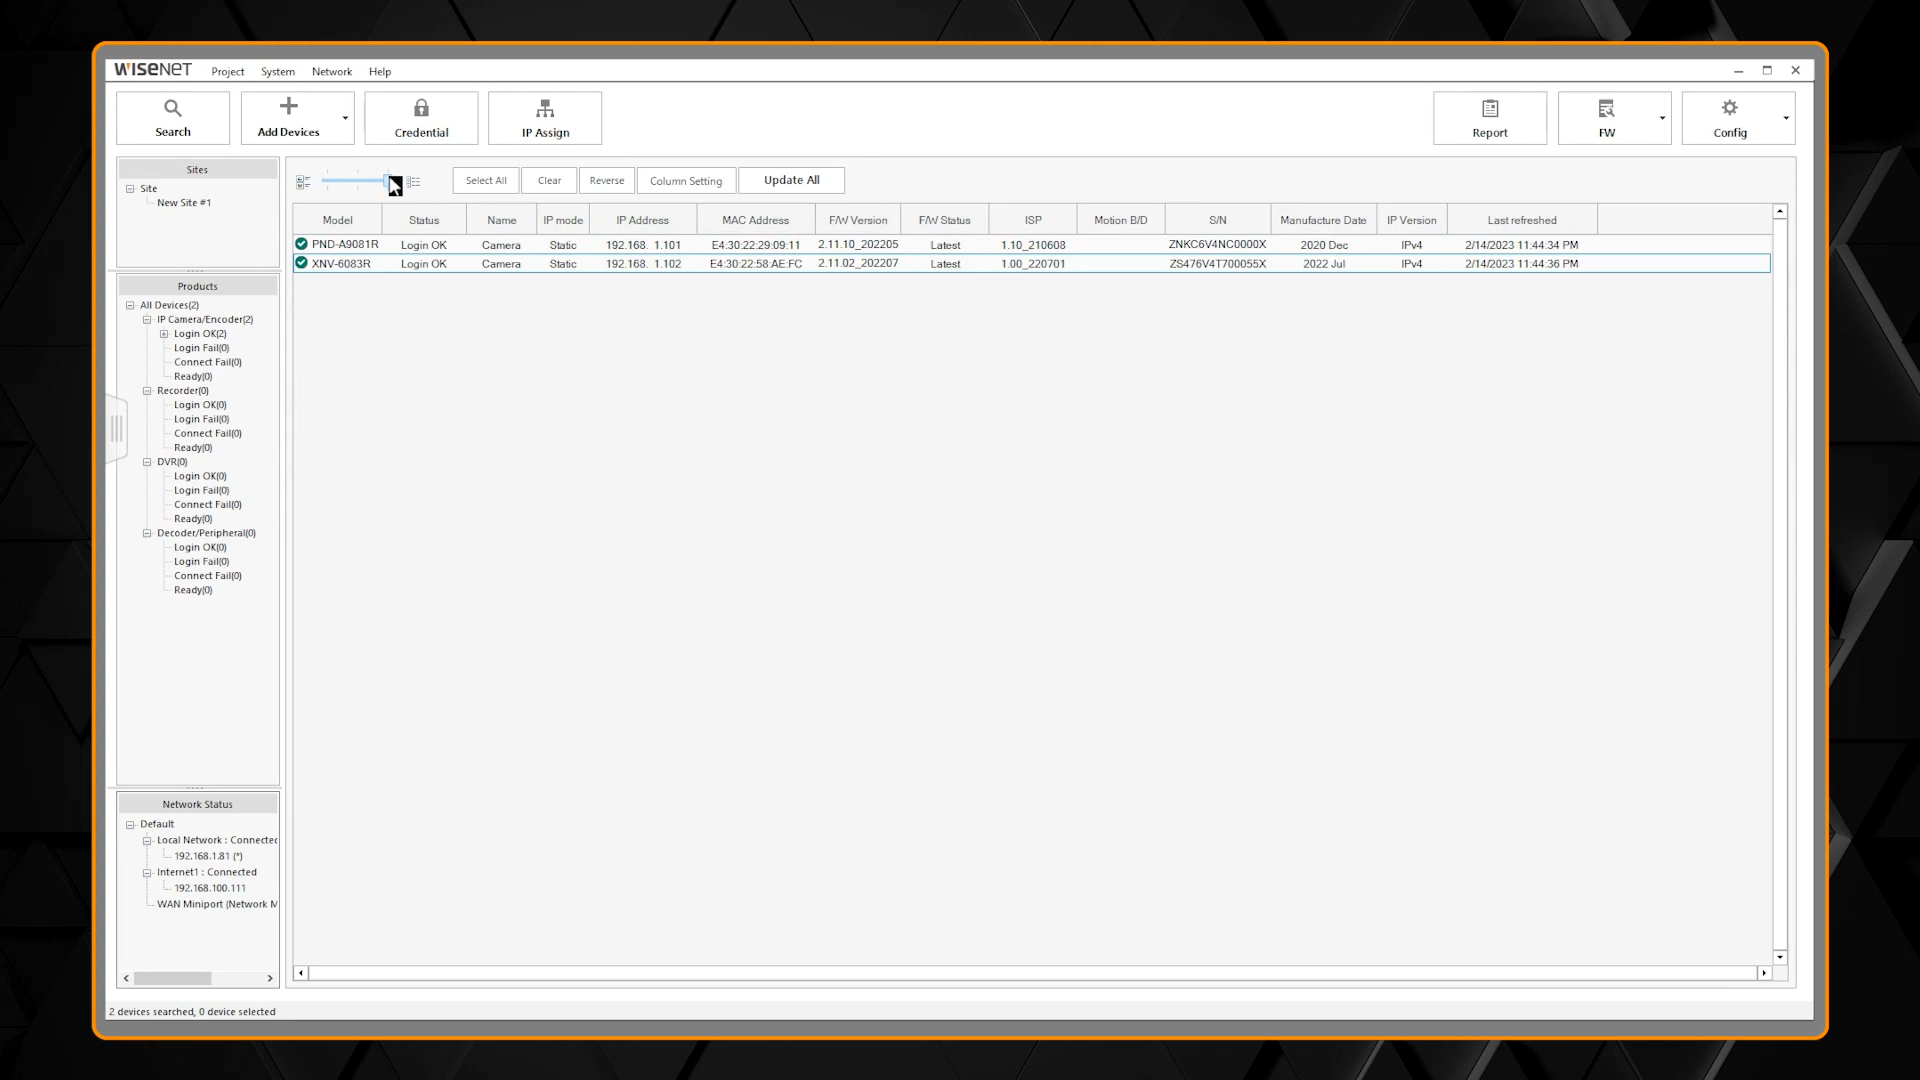 WISENET Project System Network Help
Search Add Devices Credential IP Assign Report FW Config
Sites
Site
New Site #1
Select All Clear Reverse Column Setting Update All
Model Status Name IP mode IP Address MAC Address F/W Version F/W Status ISP Motion B/D S/N Manufacture Date IP Version Last refreshed
PND-A9081R Login OK Camera Static 192.168. 1.101 E4:30:22:29:09:11 2.11.10_202205 Latest 1.10_210608 ZNKC6V4NC0000X 2020 Dec IPv4 2/14/2023 11:44:34 PM
XNV-6083R Login OK Camera Static 192.168. 1.102 E4:30:22:58:AE:FC 2.11.02_202207 Latest 1.00_220701 ZS476V4T700055X 2022 Jul IPv4 2/14/2023 11:44:36 PM
Products
All Devices(2)
IP Camera/Encoder(2)
Login OK(2)
Login Fail(0)
Connect Fail(0)
Ready(0)
Recorder(0)
Login OK(0)
Login Fail(0)
Connect Fail(0)
Ready(0)
DVR(0)
Login OK(0)
Login Fail(0)
Connect Fail(0)
Ready(0)
Decoder/Peripheral(0)
Login OK(0)
Login Fail(0)
Connect Fail(0)
Ready(0)
Network Status
Default
Local Network : Connected
192.168.1.81 (*)
Internet1 : Connected
192.168.100.111
WAN Miniport (Network M
2 devices searched, 0 device selected